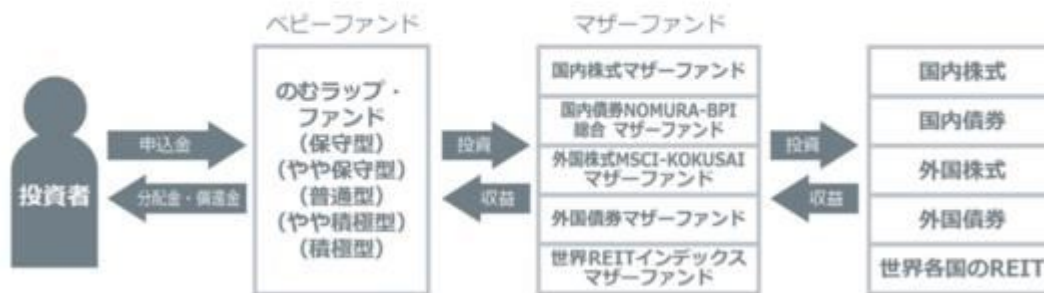 ベビーファンド
マザーファンド
投資者
申込金
分配金・償還金
のむラップ・
ファンド
(保守型)
(やや保守型)
(普通型)
(やや積極型)
(積極型)
投資
収益
国内株式マザーファンド
国内債券NOMURA-BPI
総合 マザーファンド
外国株式MSCI-KOKUSAI
マザーファンド
外国債券マザーファンド
世界REITインデックス
マザーファンド
投資
収益
国内株式
国内債券
外国株式
外国債券
世界各国のREIT